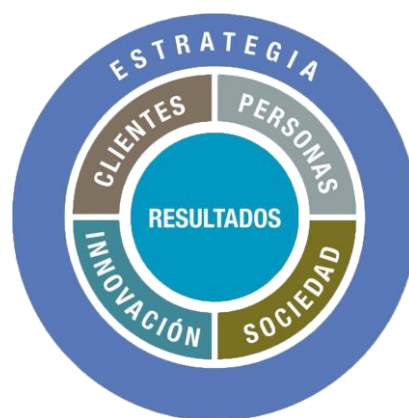 ESTRATEGIA
CLIENTES
PERSONAS
RESULTADOS
INNOVACIÓN
SOCIEDAD